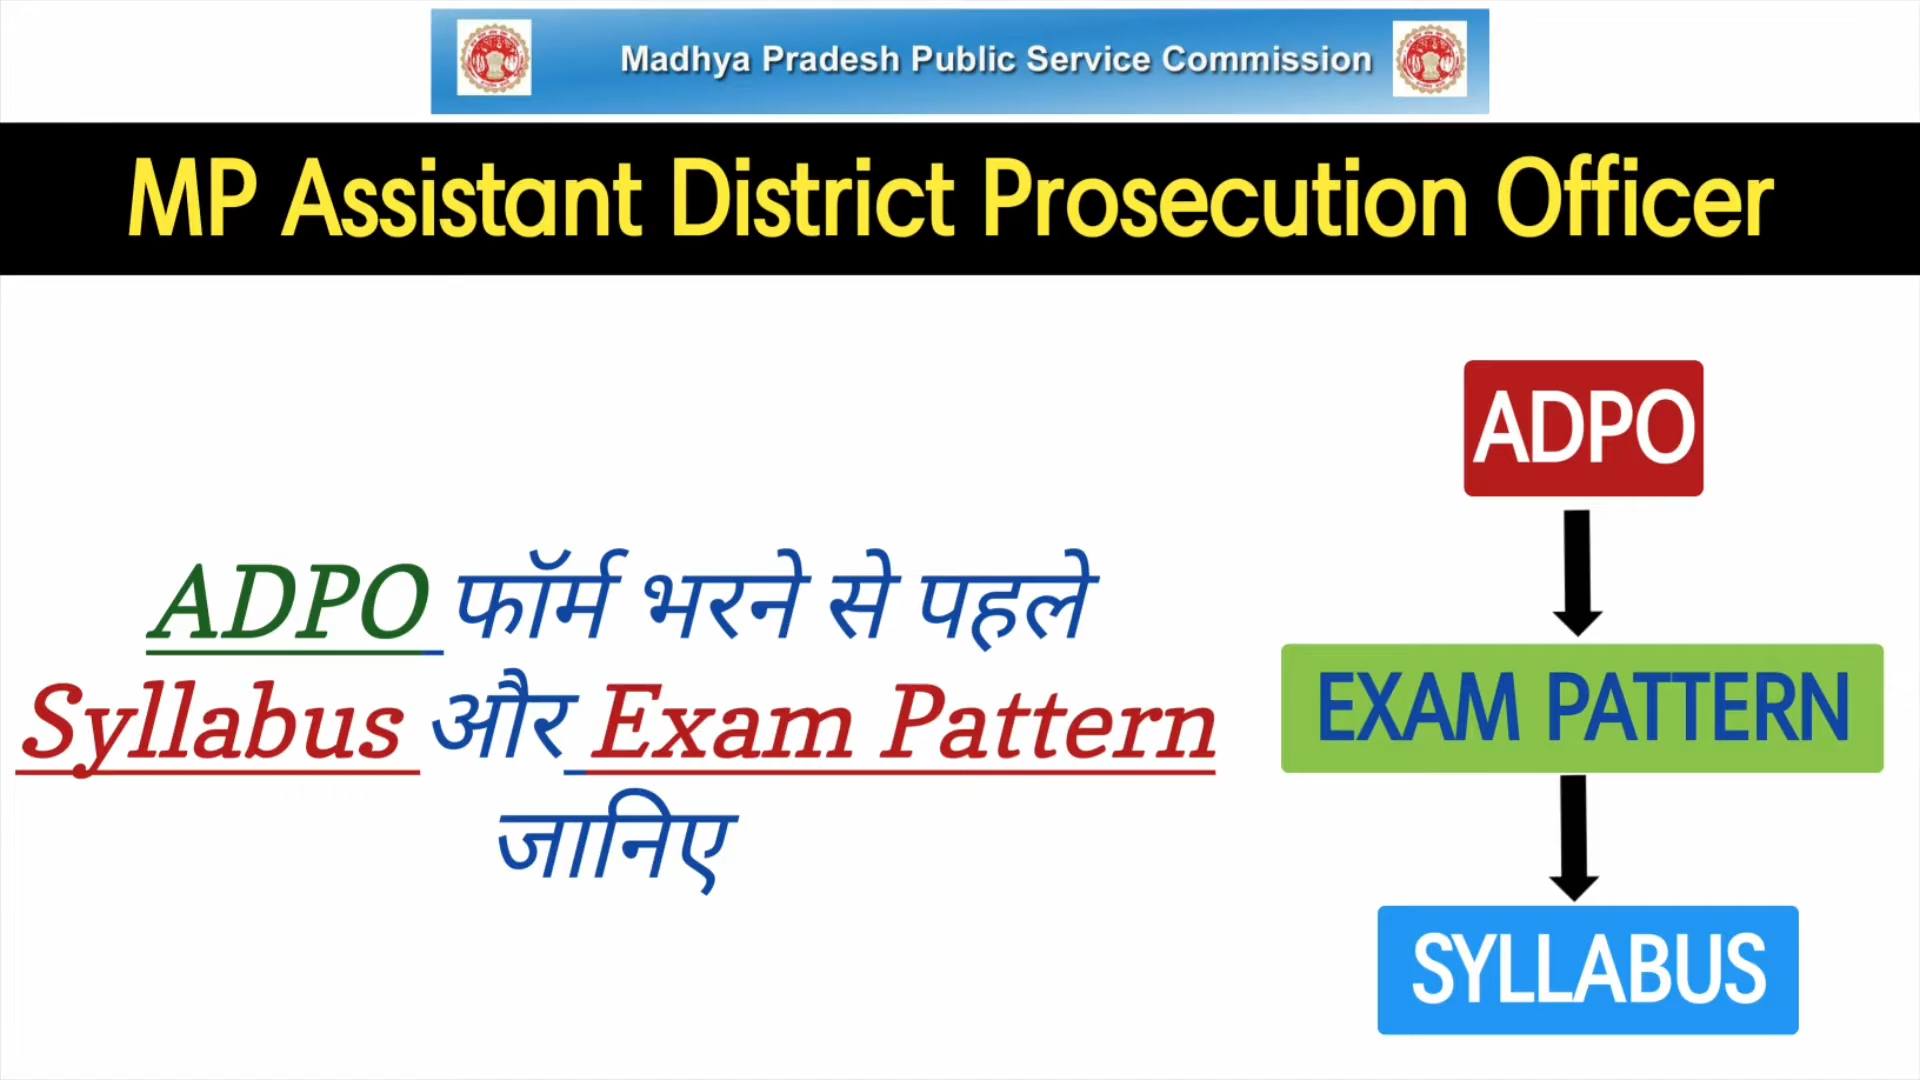 Madhya Pradesh Public Service Commission
MP Assistant District Prosecution Officer
ADPO फॉर्म भरने से पहले
Syllabus और Exam Pattern
जानिए
ADPO
EXAM PATTERN
SYLLABUS